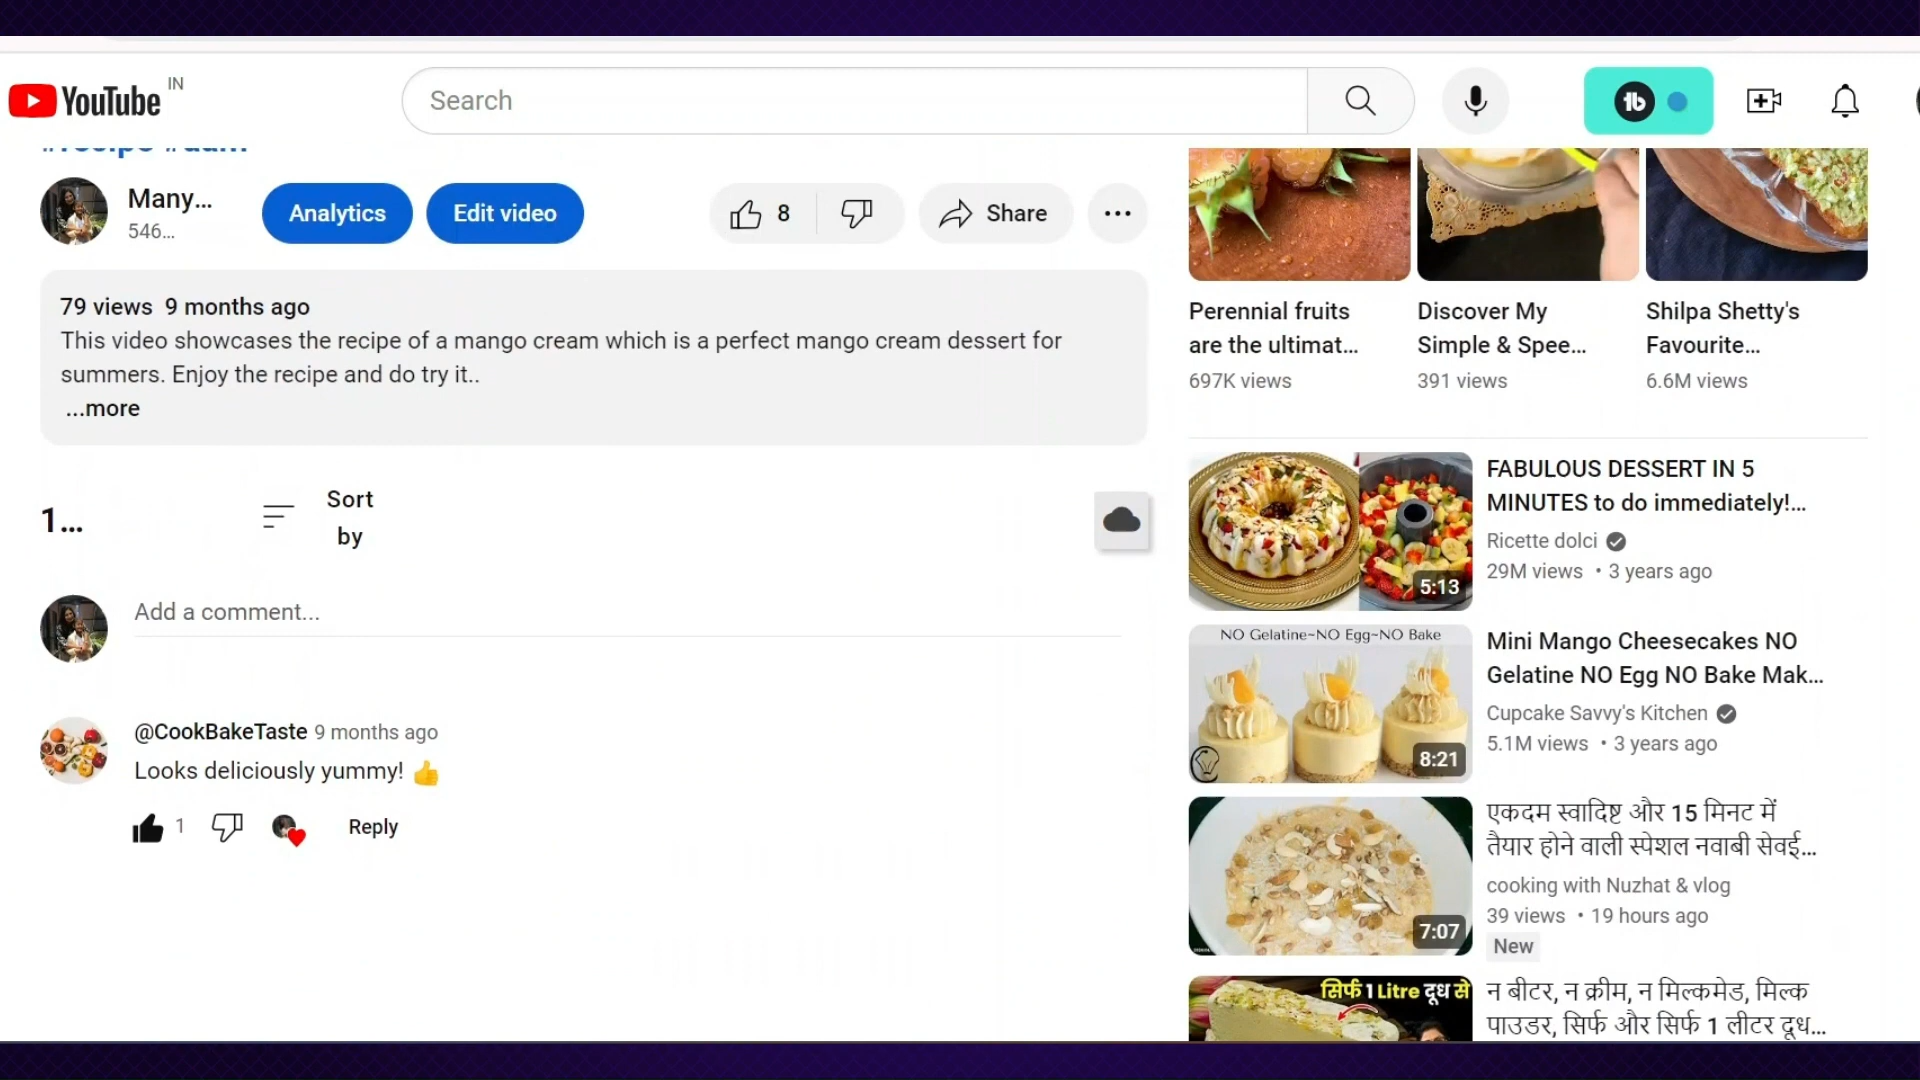 YouTube IN
Search
Many...
546...
Analytics
Edit video
8
Share
79 views 9 months ago
This video showcases the recipe of a mango cream which is a perfect mango cream dessert for
summers. Enjoy the recipe and do try it..
...more
1...
Sort
by
Add a comment...
@CookBakeTaste 9 months ago
Looks deliciously yummy! 👍
1
Reply
Perennial fruits
are the ultimat...
697K views
Discover My
Simple & Spee...
391 views
Shilpa Shetty's
Favourite...
6.6M views
5:13
FABULOUS DESSERT IN 5
MINUTES to do immediately!...
Ricette dolci
29M views • 3 years ago
NO Gelatine~NO Egg~NO Bake
8:21
Mini Mango Cheesecakes NO
Gelatine NO Egg NO Bake Mak...
Cupcake Savvy's Kitchen
5.1M views • 3 years ago
7:07
एकदम स्वादिष्ट और 15 मिनट में
तैयार होने वाली स्पेशल नवाबी सेवई...
cooking with Nuzhat & vlog
39 views • 19 hours ago
New
सिर्फ 1 Litre दूध से
न बीटर, न क्रीम, न मिल्कमेड, मिल्क
पाउडर, सिर्फ और सिर्फ 1 लीटर दूध...